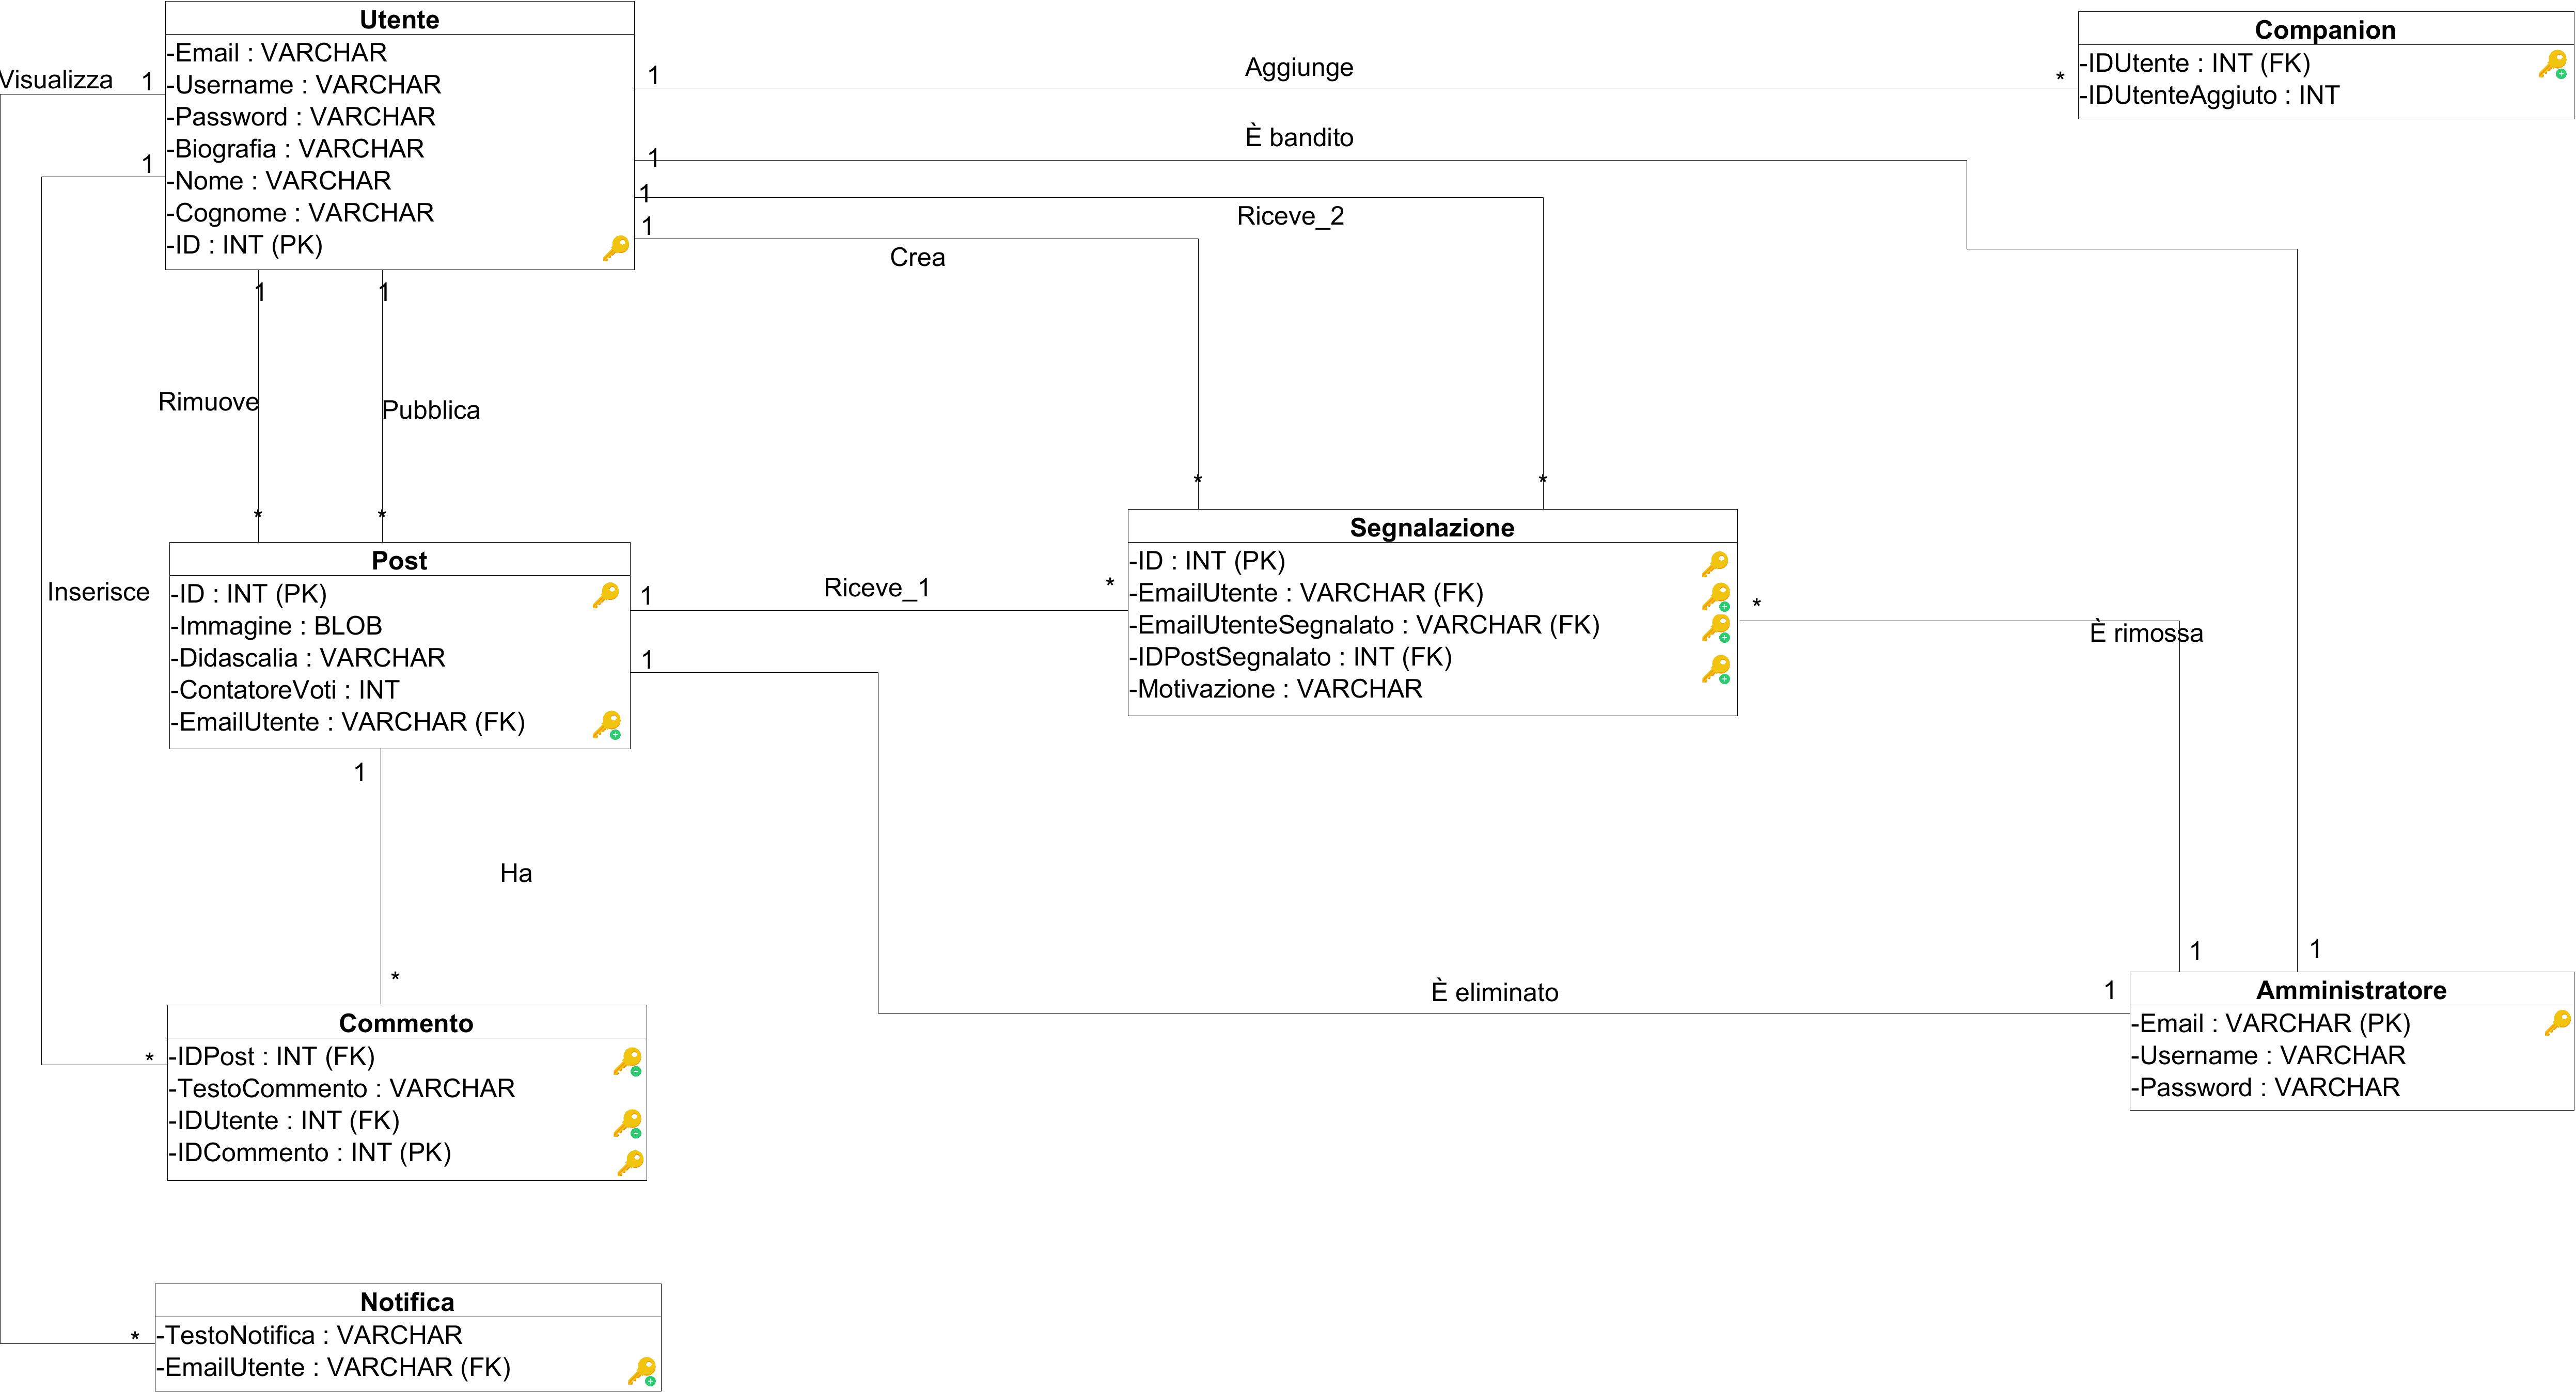 Utente
-Email : VARCHAR
-Username : VARCHAR
-Password : VARCHAR
-Biografia : VARCHAR
-Nome : VARCHAR
-Cognome : VARCHAR
-ID : INT (PK)
Companion
-IDUtente : INT (FK)
-IDUtenteAggiuto : INT
Visualizza
1
1
1
Aggiunge
*
1
È bandito
1
Riceve_2
1
Crea
1
1
Rimuove
Pubblica
*
*
*
*
Post
-ID : INT (PK)
-Immagine : BLOB
-Didascalia : VARCHAR
-ContatoreVoti : INT
-EmailUtente : VARCHAR (FK)
Inserisce
1
Riceve_1
*
1
Segnalazione
-ID : INT (PK)
-EmailUtente : VARCHAR (FK)
-EmailUtenteSegnalato : VARCHAR (FK)
-IDPostSegnalato : INT (FK)
-Motivazione : VARCHAR
*
È rimossa
1
Ha
*
1
1
È eliminato
1
Amministratore
-Email : VARCHAR (PK)
-Username : VARCHAR
-Password : VARCHAR
Commento
*
-IDPost : INT (FK)
-TestoCommento : VARCHAR
-IDUtente : INT (FK)
-IDCommento : INT (PK)
Notifica
*
-TestoNotifica : VARCHAR
-EmailUtente : VARCHAR (FK)